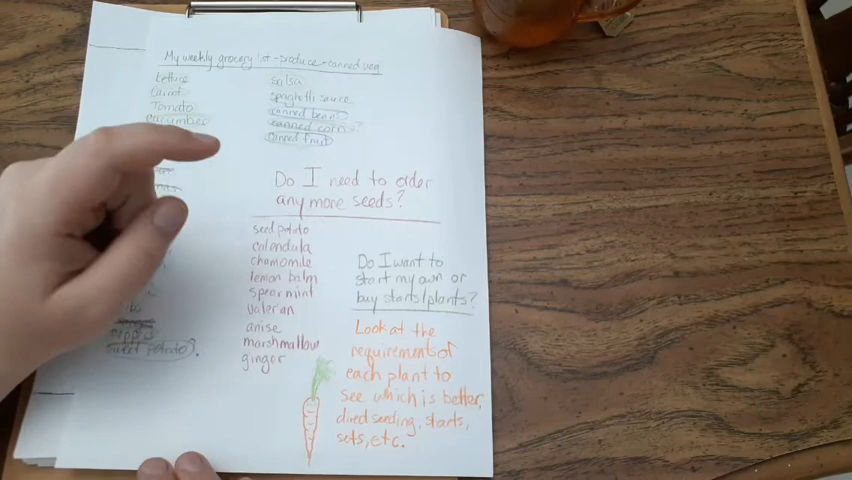 My weekly grocery list - produce - canned veg
Lettuce
Carrot
Tomato
cucumber
salsa
spaghetti sauce
canned beans
canned corn ?
canned fruit
sweet potato?
Do I need to order
any more seeds?
seed potato
calendula
chamomile
lemon balm
spearmint
valerian
anise
marshmallow
ginger
Do I want to
start my own or
buy starts/plants?
Look at the
requirements of
each plant to
see which is better,
direct seeding, starts,
sets, etc.